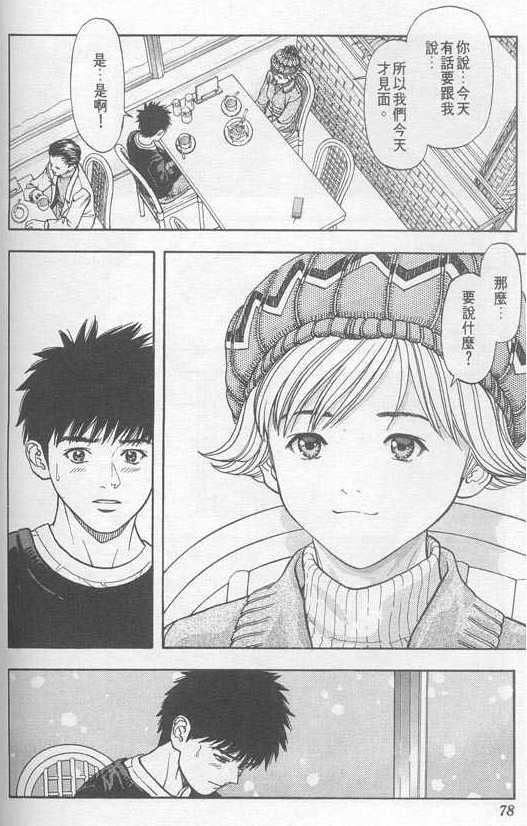 你說…今天
有話要跟我
說…
所以我們今天
才見面。
是…是啊！
那麼…
要說什麼？
78